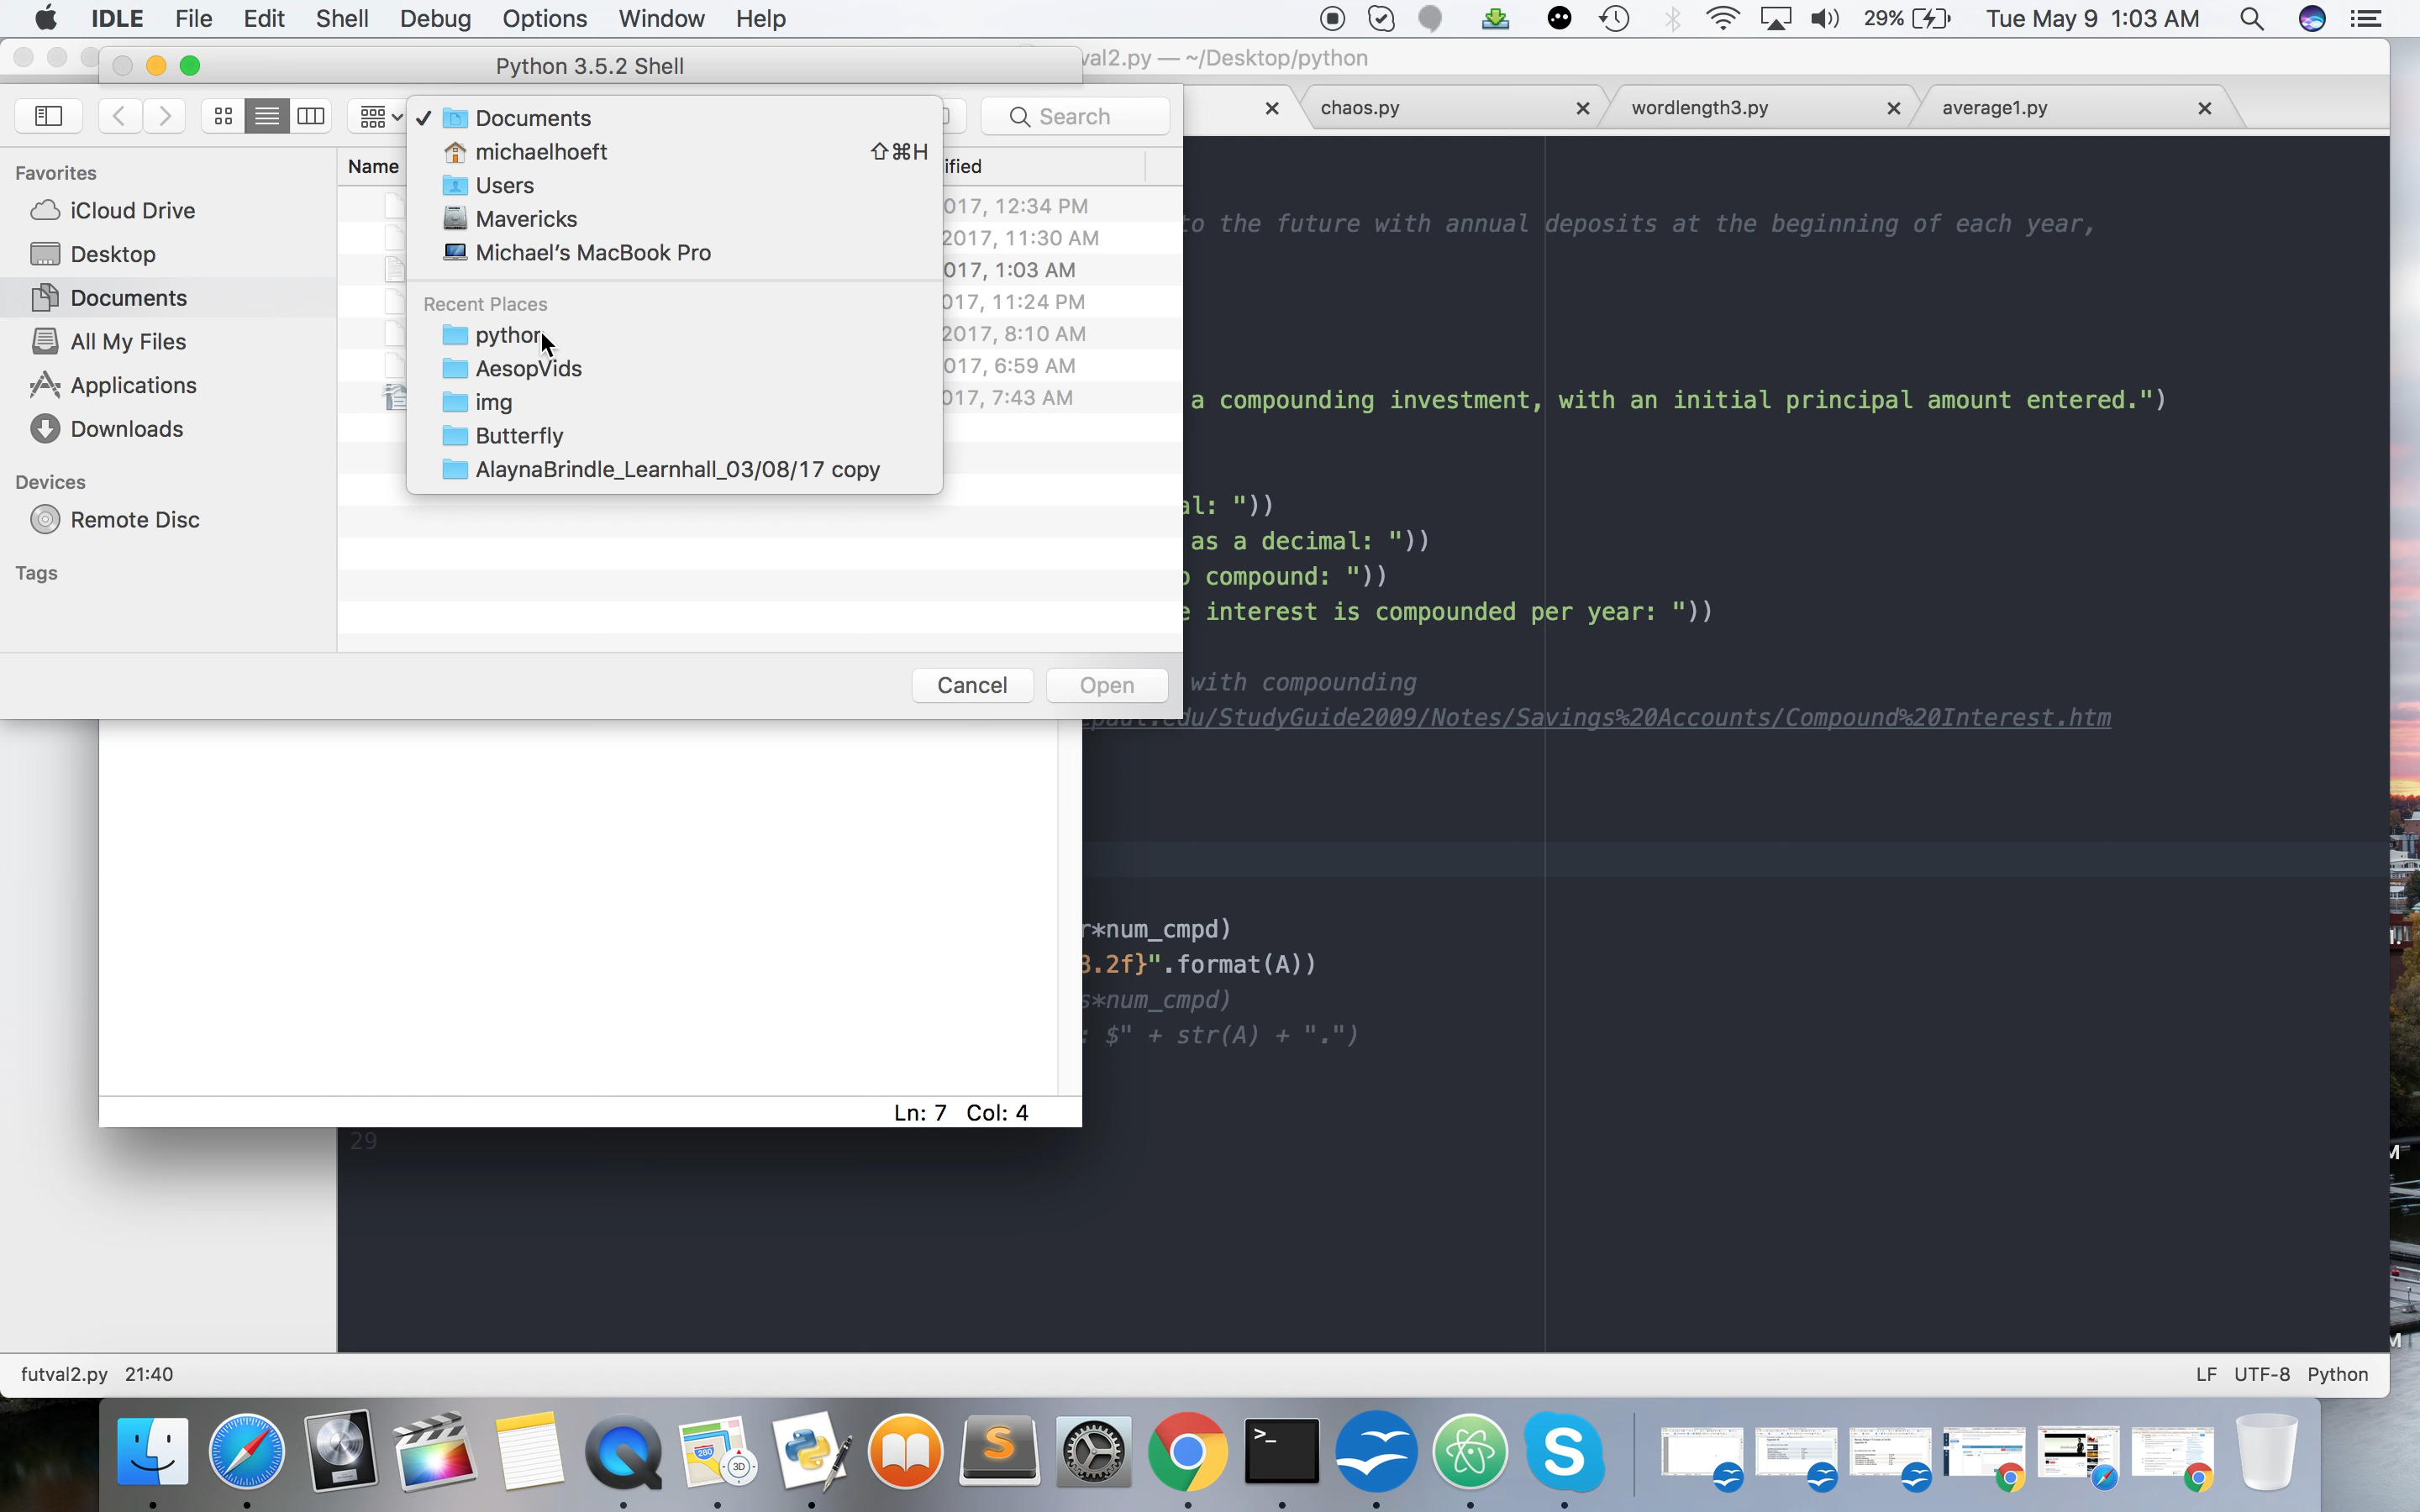 IDLE File Edit Shell Debug Options Window Help 29% Tue May 9 1:03 AM
Python 3.5.2 Shell
val2.py — ~/Desktop/python
chaos.py
wordlength3.py
average1.py
Search
Documents
michaelhoeft ⇧⌘H
Users
Mavericks
Michael's MacBook Pro
Recent Places
python
AesopVids
img
Butterfly
AlaynaBrindle_Learnhall_03/08/17 copy
Favorites
iCloud Drive
Desktop
Documents
All My Files
Applications
Downloads
Devices
Remote Disc
Tags
Name
ified
017, 12:34 PM
2017, 11:30 AM
017, 1:03 AM
017, 11:24 PM
2017, 8:10 AM
017, 6:59 AM
017, 7:43 AM
Cancel Open
to the future with annual deposits at the beginning of each year,
a compounding investment, with an initial principal amount entered.")
al: "))
as a decimal: "))
o compound: "))
e interest is compounded per year: "))
with compounding
epaul.edu/StudyGuide2009/Notes/Savings%20Accounts/Compound%20Interest.htm
r*num_cmpd)
8.2f}".format(A))
s*num_cmpd)
: $" + str(A) + ".")
Ln: 7 Col: 4
29
futval2.py 21:40
LF UTF-8 Python
280
3D